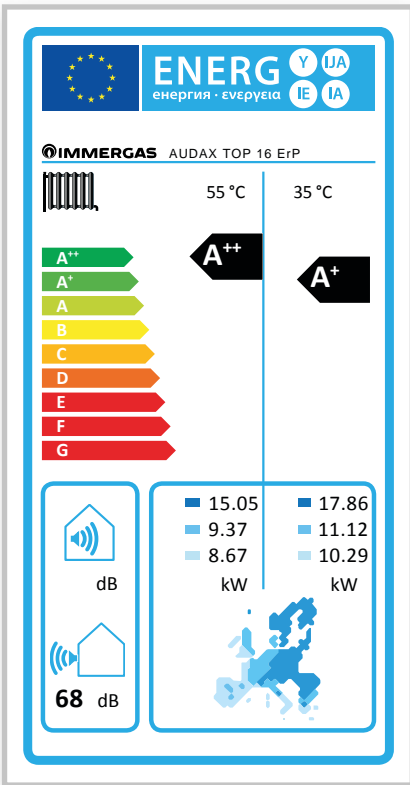 ENERG Y IJA
енергия · ενεργεια IE IA
IMMERGAS AUDAX TOP 16 ErP
55 °C 35 °C
A++ A++
A+ A+
A
B
C
D
E
F
G
15.05 17.86
9.37 11.12
8.67 10.29
dB kW kW
68 dB